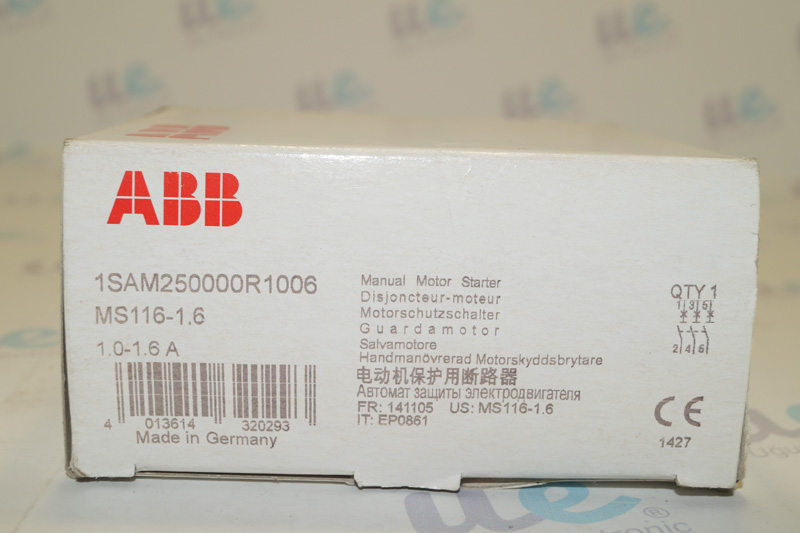 ABB
1SAM250000R1006
MS116-1.6
1.0-1.6 A
4 013614 320293
Made in Germany
Manual Motor Starter
Disjoncteur-moteur
Motorschutzschalter
Guardamotor
Salvamotore
Handmanövrerad Motorskyddsbrytare
电动机保护用断路器
Автомат защиты электродвигателя
FR: 141105 US: MS116-1.6
IT: EP0861
QTY 1
1 3 5
2 4 6
CE
1427
ue
ronic
®